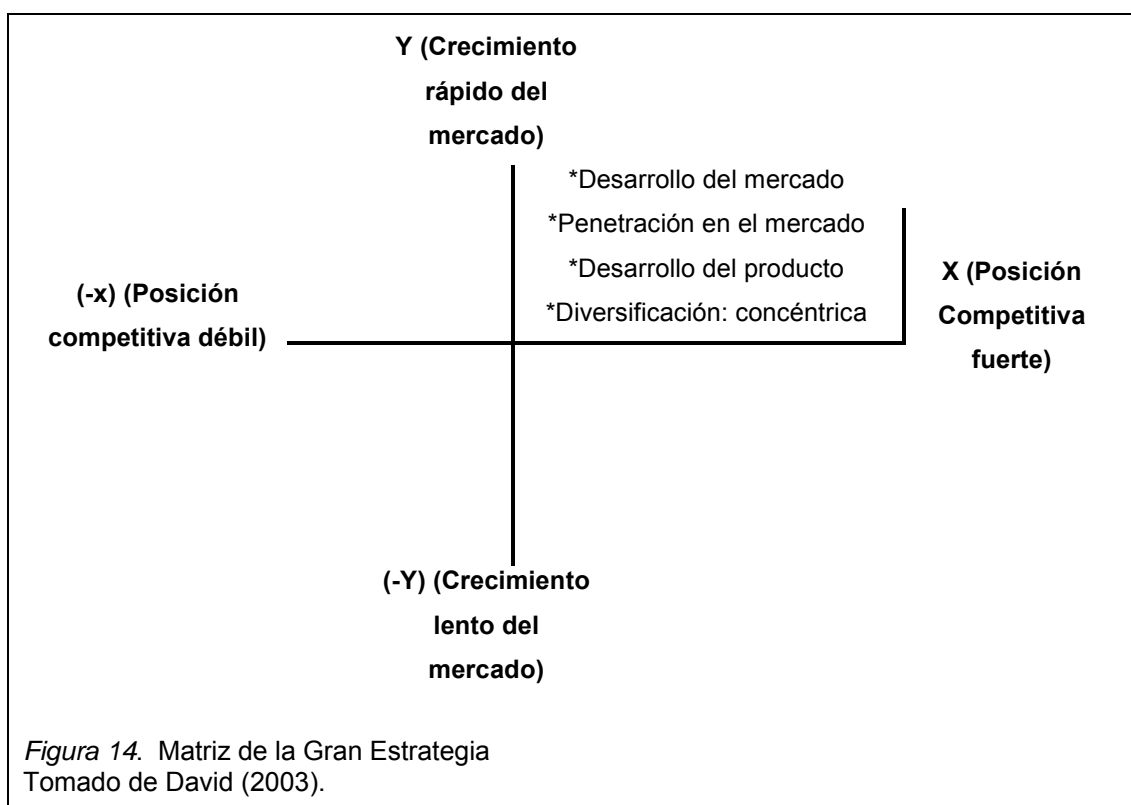 Y (Crecimiento
rápido del
mercado)
*Desarrollo del mercado
*Penetración en el mercado
*Desarrollo del producto
*Diversificación: concéntrica
(-x) (Posición
competitiva débil)
X (Posición
Competitiva
fuerte)
(-Y) (Crecimiento
lento del
mercado)
Figura 14. Matriz de la Gran Estrategia
Tomado de David (2003).